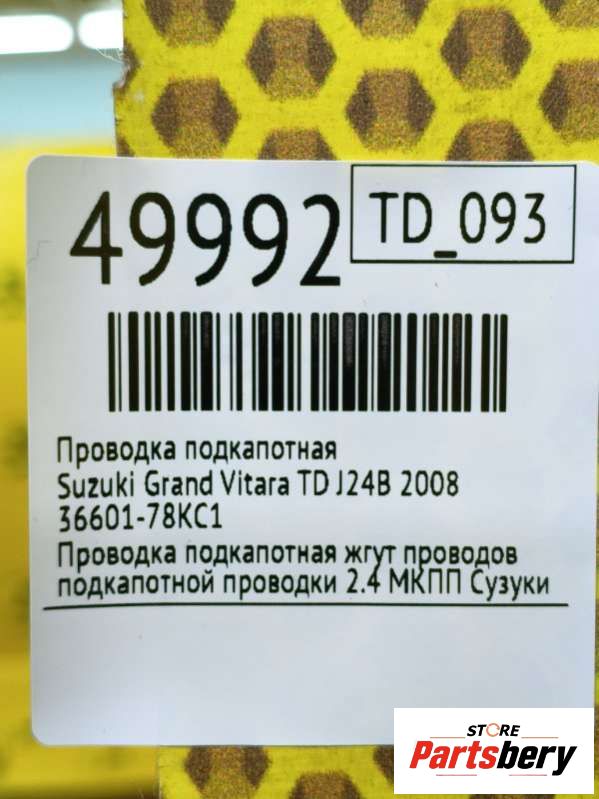 49992
TD_093
Проводка подкапотная
Suzuki Grand Vitara TD J24B 2008
36601-78KC1
Проводка подкапотная жгут проводов
подкапотной проводки 2.4 МКПП Сузуки
STORE
Partsbery